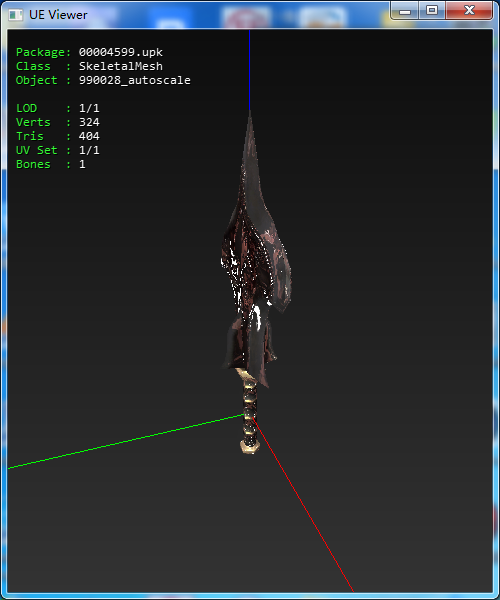 UE Viewer
Package: 00004599.upk
Class : SkeletalMesh
Object : 990028_autoscale
LOD : 1/1
Verts : 324
Tris : 404
UV Set : 1/1
Bones : 1